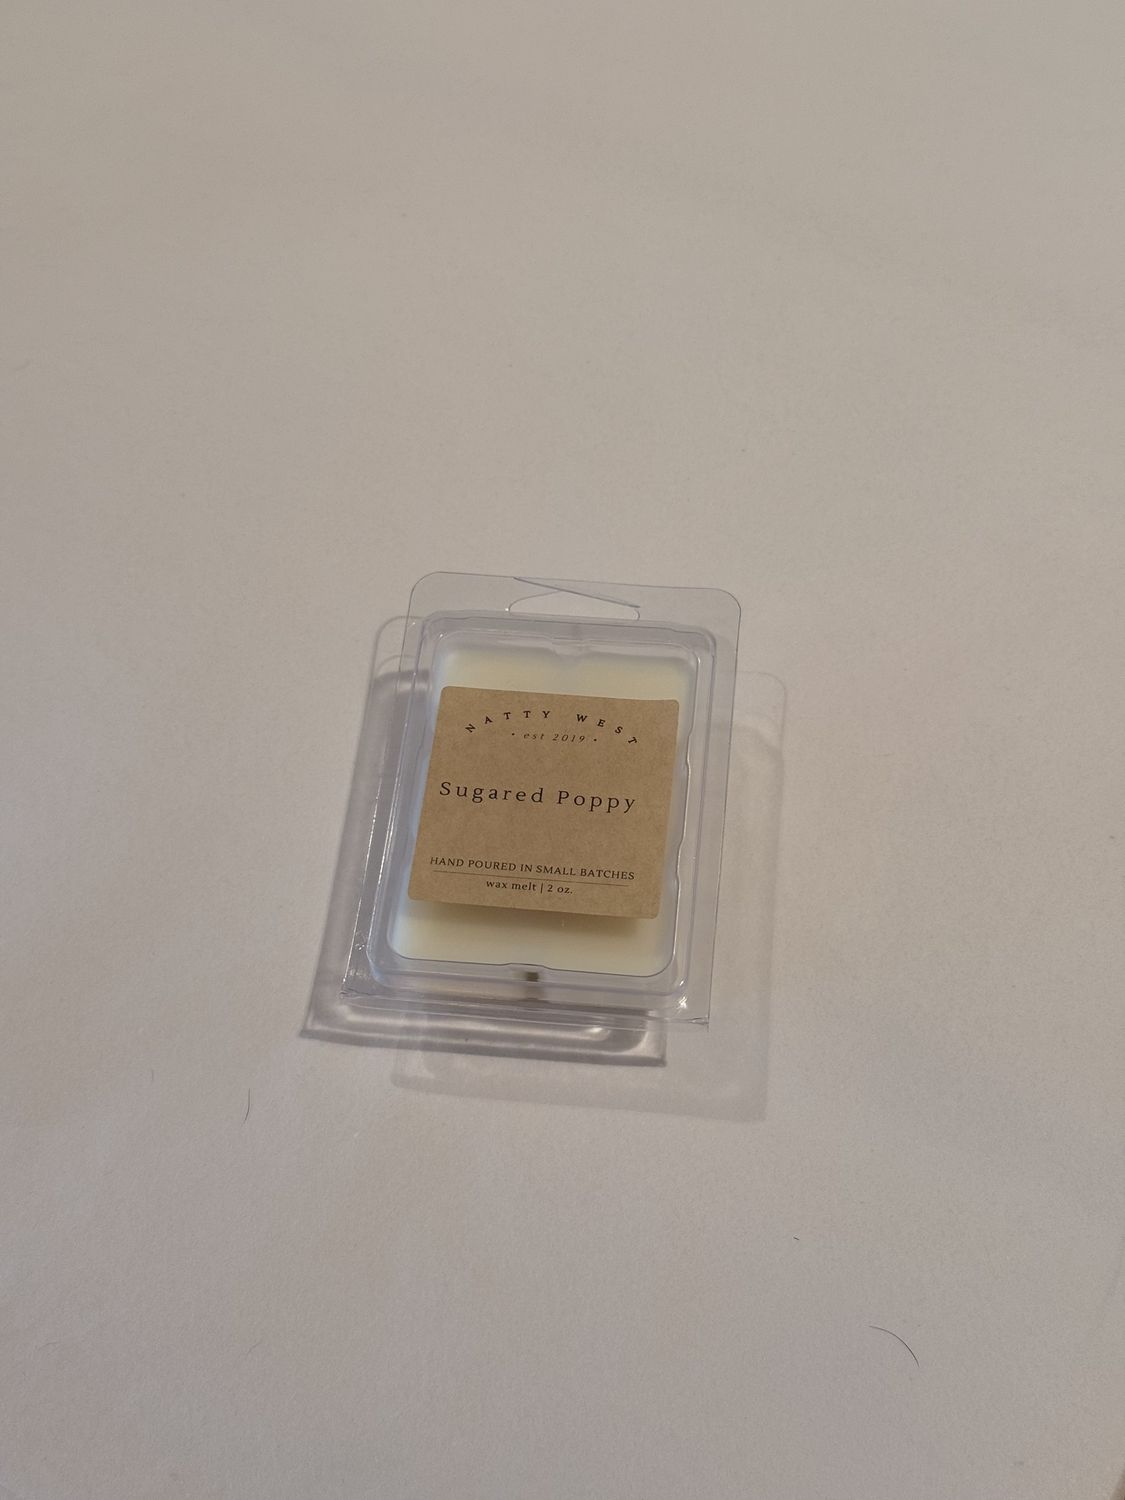 NATTY WEST
• est 2019 •
Sugared Poppy
HAND POURED IN SMALL BATCHES
wax melt | 2 oz.